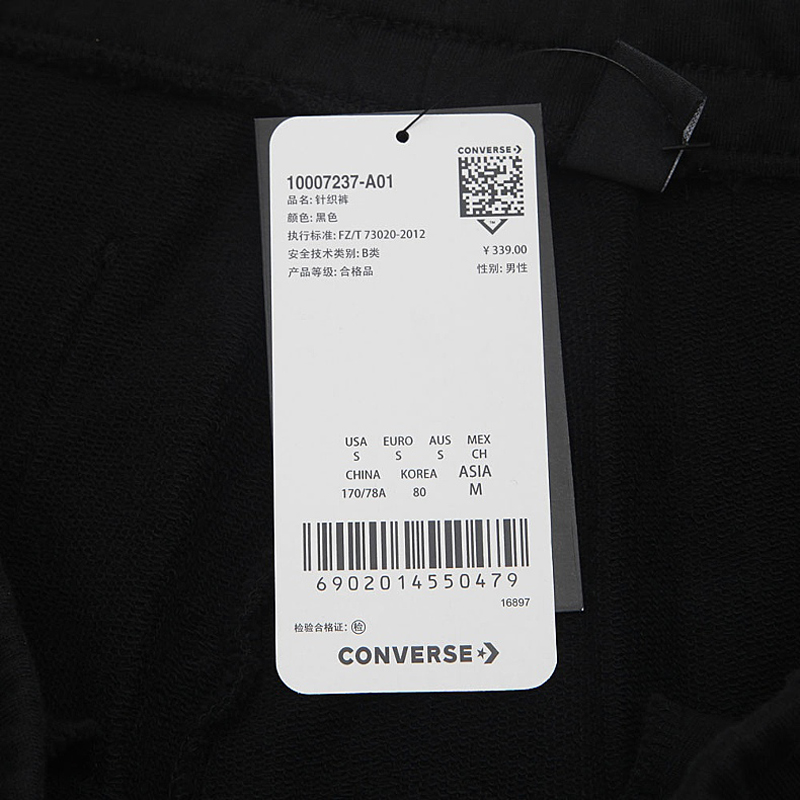 CONVERSE
10007237-A01
品名: 针织裤
颜色: 黑色
执行标准: FZ/T 73020-2012
安全技术类别: B类
¥ 339.00
产品等级: 合格品
性别: 男性
USA EURO AUS MEX
S S S CH
CHINA KOREA ASIA
170/78A 80 M
6902014550479
16897
检验合格证: 检
CONVERSE